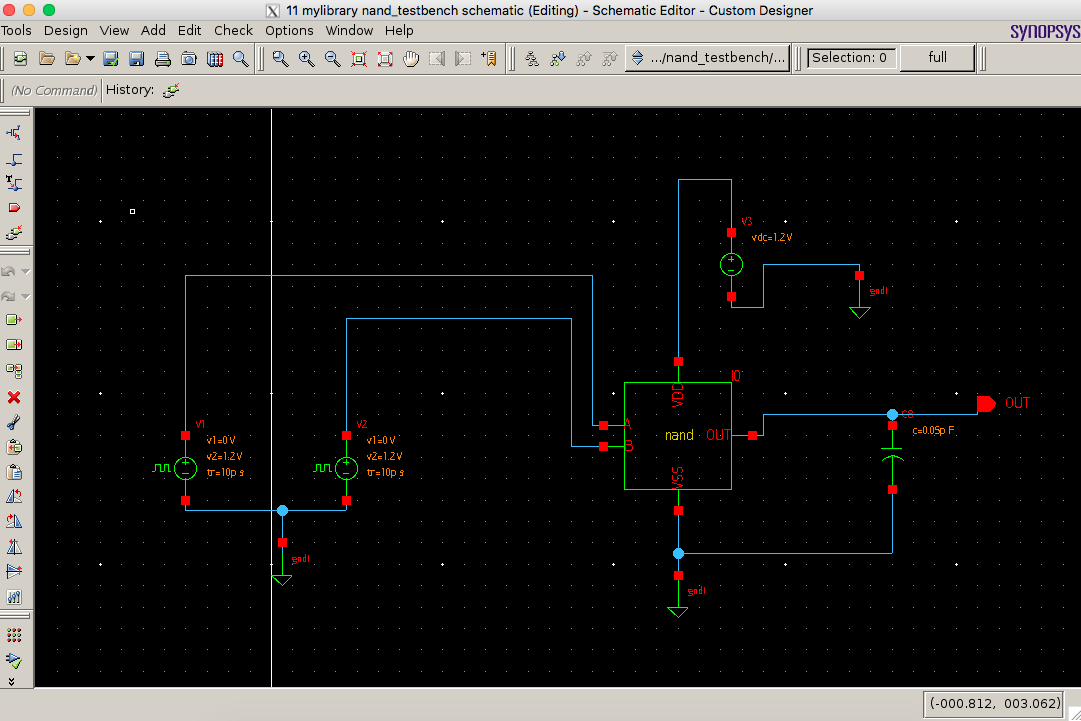 11 mylibrary nand_testbench schematic (Editing) - Schematic Editor - Custom Designer
Tools Design View Add Edit Check Options Window Help
SYNOPSYS
.../nand_testbench/... Selection: 0 full
(No Command) History:
V3
vdc=1.2V
gnd!
I0
VDD
A
B
nand
OUT
VSS
gnd!
C0
c=0.05p F
OUT
V1
v1=0 V
v2=1.2V
tr=10p s
V2
v1=0 V
v2=1.2V
tr=10p s
gnd!
(-000.812, 003.062)